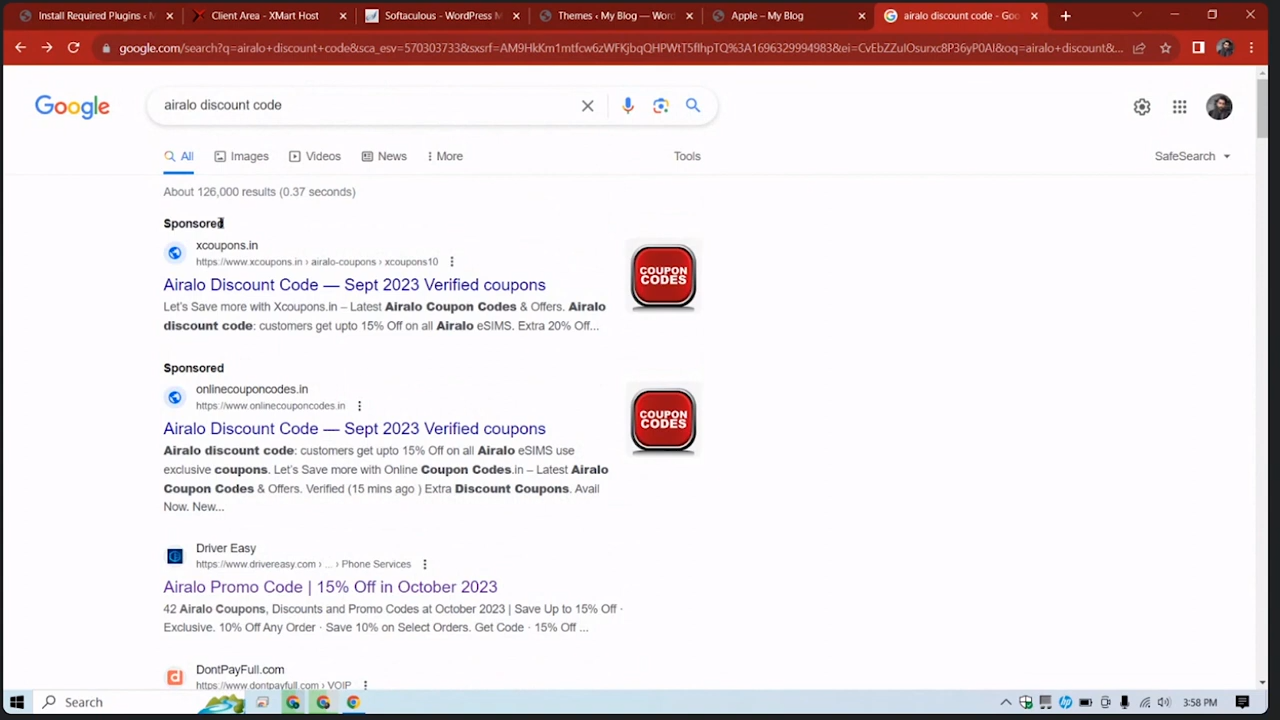 Install Required Plugins ‹ M
Client Area - XMart Host
Softaculous - WordPress M
Themes ‹ My Blog — Word
Apple – My Blog
airalo discount code - Goo
google.com/search?q=airalo+discount+code&sca_esv=570303733&sxsrf=AM9HkKm1mtfcw6zWFKjbqQHPWtT5fIhpTQ%3A1696329994983&ei=CvEbZZuIOsurxc8P36yP0AI&oq=airalo+discount&...
Google
airalo discount code
All
Images
Videos
News
More
Tools
SafeSearch
About 126,000 results (0.37 seconds)
Sponsored
xcoupons.in
https://www.xcoupons.in › airalo-coupons › xcoupons10
Airalo Discount Code — Sept 2023 Verified coupons
Let's Save more with Xcoupons.in – Latest Airalo Coupon Codes & Offers. Airalo
discount code: customers get upto 15% Off on all Airalo eSIMS. Extra 20% Off...
COUPON
CODES
Sponsored
onlinecouponcodes.in
https://www.onlinecouponcodes.in
Airalo Discount Code — Sept 2023 Verified coupons
Airalo discount code: customers get upto 15% Off on all Airalo eSIMS use
exclusive coupons. Let's Save more with Online Coupon Codes.in – Latest Airalo
Coupon Codes & Offers. Verified (15 mins ago ) Extra Discount Coupons. Avail
Now. New...
COUPON
CODES
Driver Easy
https://www.drivereasy.com › ... › Phone Services
Airalo Promo Code | 15% Off in October 2023
42 Airalo Coupons, Discounts and Promo Codes at October 2023 | Save Up to 15% Off ·
Exclusive. 10% Off Any Order · Save 10% on Select Orders. Get Code · 15% Off ...
DontPayFull.com
https://www.dontpayfull.com › VOIP
Search
3:58 PM